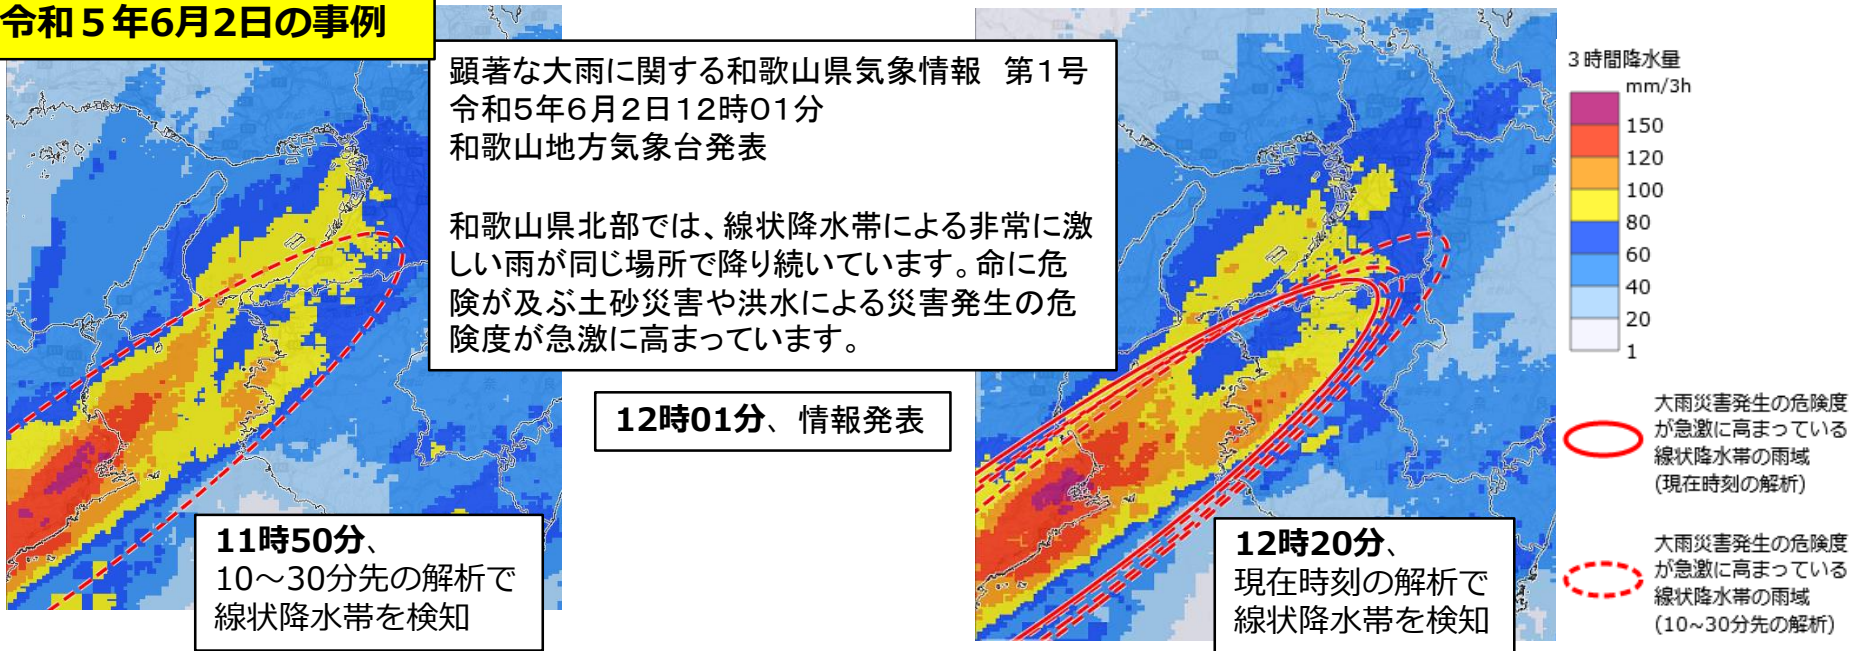 令和５年6月2日の事例
顕著な大雨に関する和歌山県気象情報　第１号
令和５年６月２日１２時０１分
和歌山地方気象台発表
和歌山県北部では、線状降水帯による非常に激
しい雨が同じ場所で降り続いています。命に危
険が及ぶ土砂災害や洪水による災害発生の危
険度が急激に高まっています。
12時01分、情報発表
11時50分、
10～30分先の解析で
線状降水帯を検知
12時20分、
現在時刻の解析で
線状降水帯を検知
３時間降水量
mm/3h
150
120
100
80
60
40
20
1
大雨災害発生の危険度
が急激に高まっている
線状降水帯の雨域
(現在時刻の解析)
大雨災害発生の危険度
が急激に高まっている
線状降水帯の雨域
(10~30分先の解析)